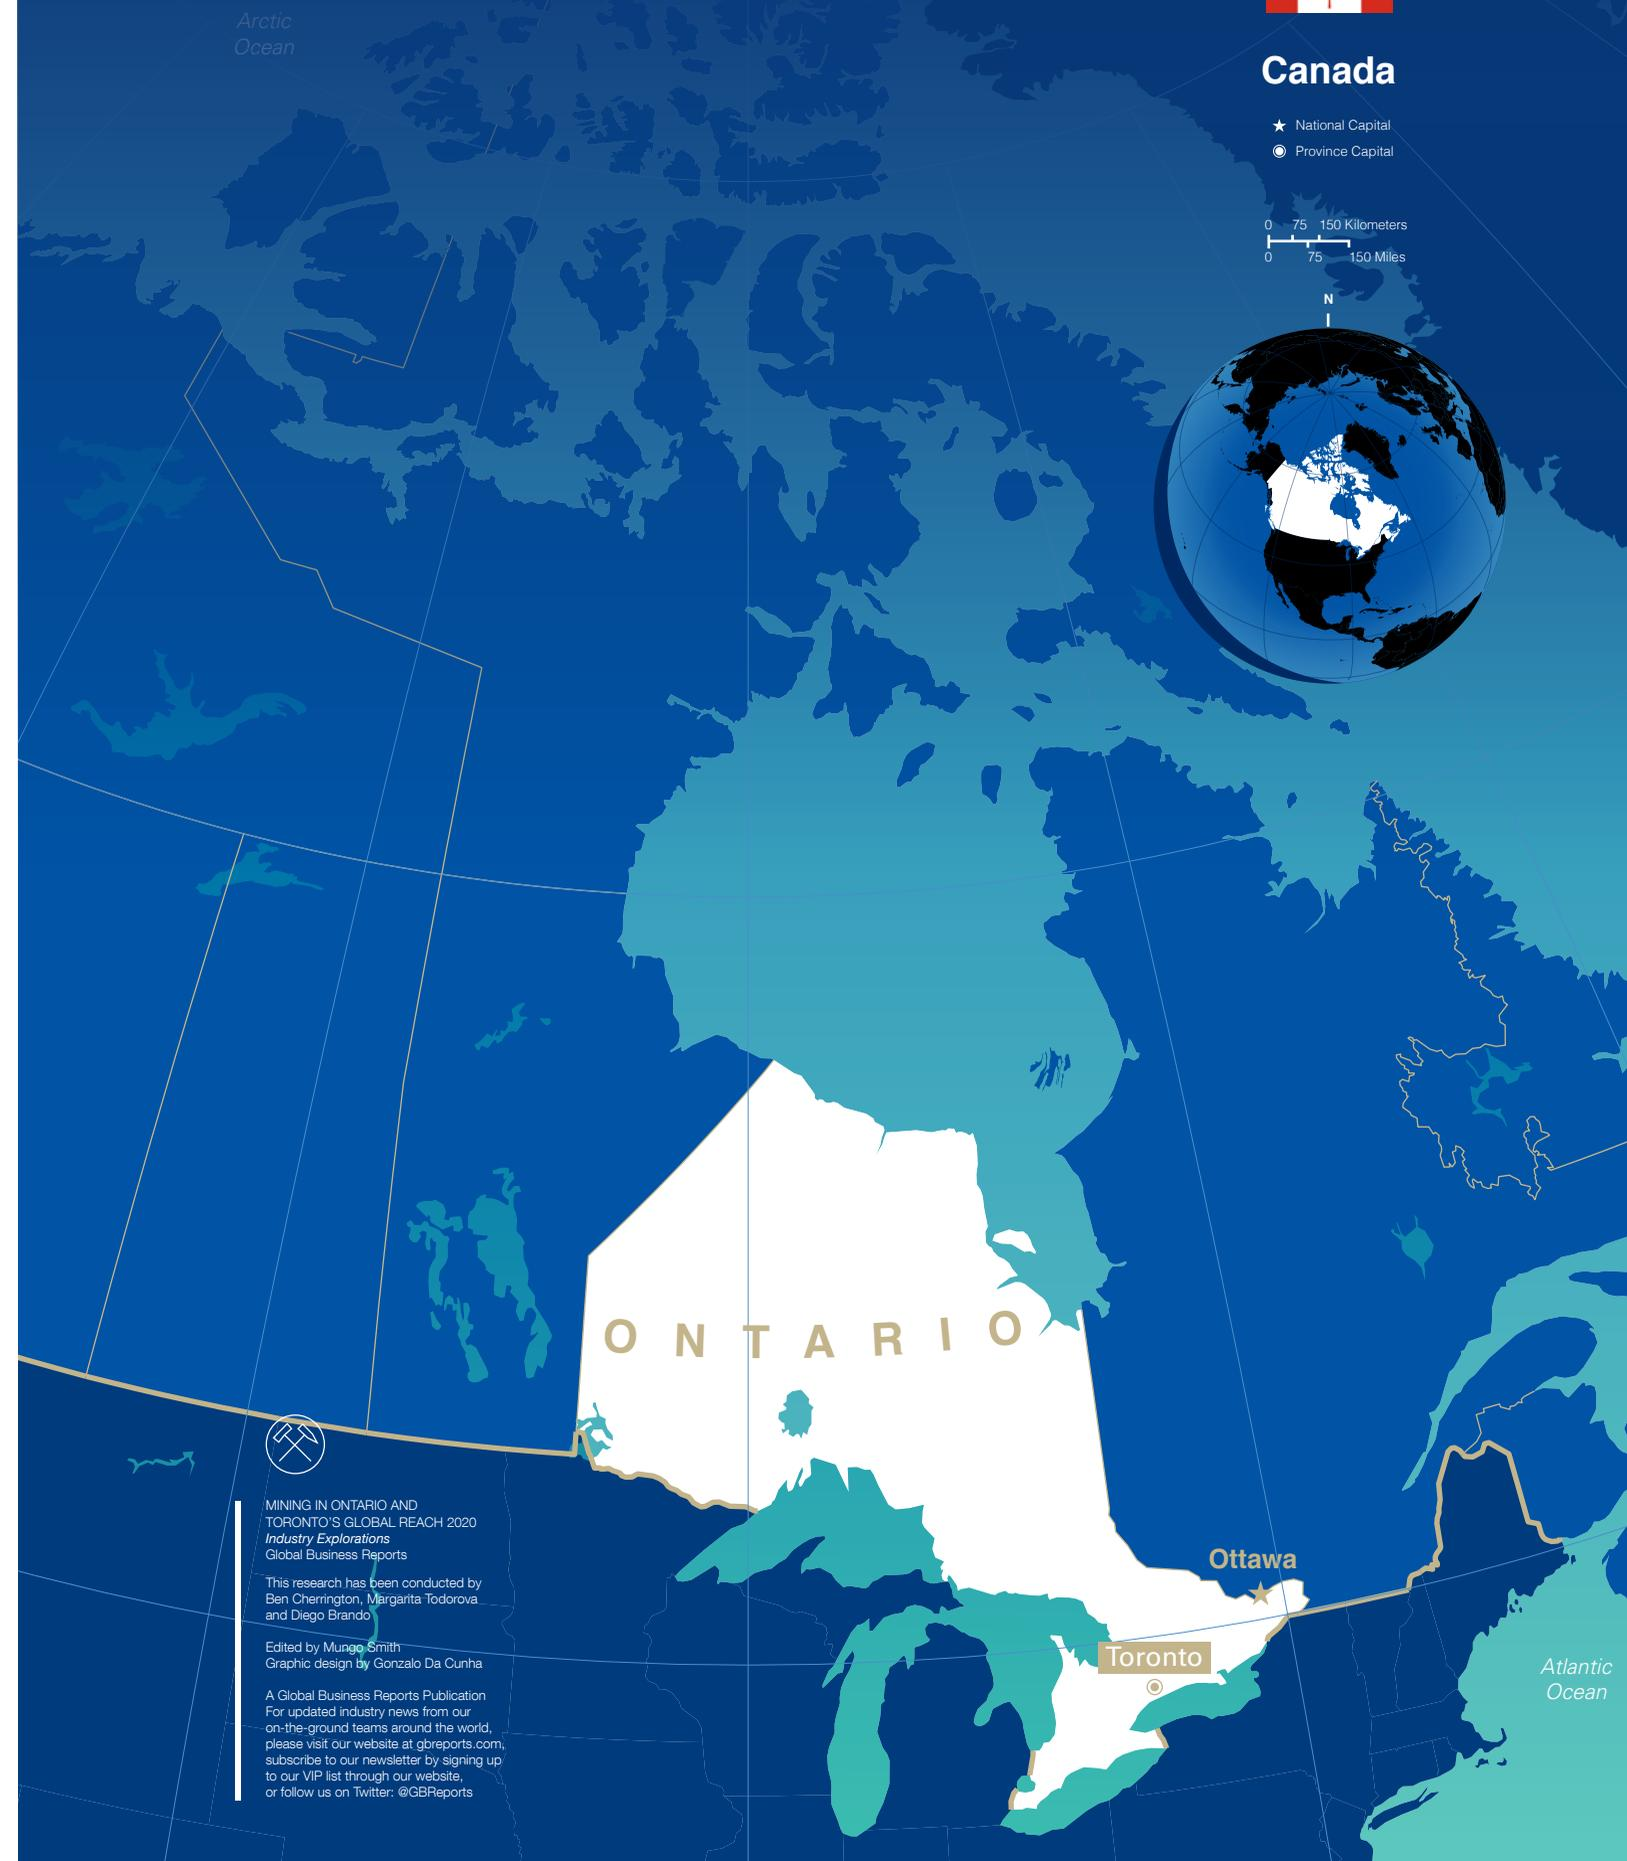 Arctic
Ocean
Canada
National Capital
Province Capital
0 75 150 Kilometers
0 75 150 Miles
N
ONTARIO
Ottawa
Toronto
Atlantic
Ocean
MINING IN ONTARIO AND
TORONTO'S GLOBAL REACH 2020
Industry Explorations
Global Business Reports
This research has been conducted by
Ben Cherrington, Margarita Todorova
and Diego Brando
Edited by Mungo Smith
Graphic design by Gonzalo Da Cunha
A Global Business Reports Publication
For updated industry news from our
on-the-ground teams around the world,
please visit our website at gbreports.com,
subscribe to our newsletter by signing up
to our VIP list through our website,
or follow us on Twitter: @GBReports